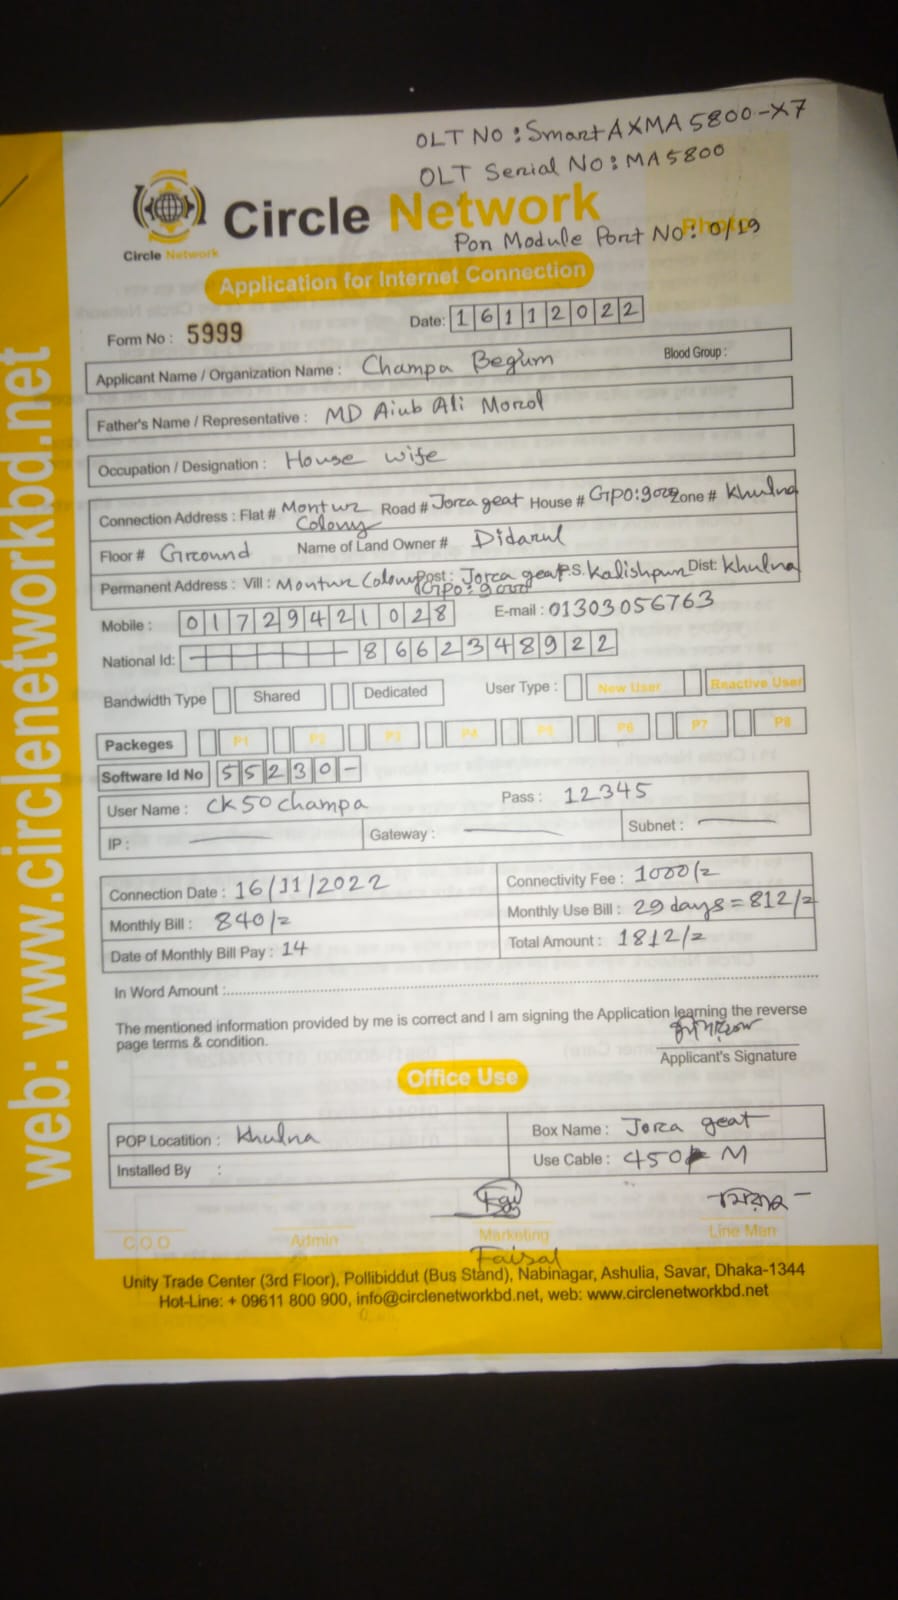 OLT NO : SmartAXMA5800-X7
OLT Serial No : MA5800
Circle Network
Circle Network
Photo
Pon Module Port No: 0/19
Application for Internet Connection
Form No : 5999
Date: 16112022
Applicant Name / Organization Name : Champa Begum
Blood Group :
Father's Name / Representative : MD Aiub Ali Morol
Occupation / Designation : House wife
Connection Address : Flat # Montur Colony Road # Jora geat House # GPO:9000 Zone # Khulna
Floor # Ground Name of Land Owner # Didarul
Permanent Address : Vill : Montur Colony Post : Jora geat GPO:9000 P.S. Kalishpur Dist: Khulna
Mobile : 01729421028 E-mail : 01303056763
National Id: 8662348922
Bandwidth Type Shared Dedicated User Type : New User Reactive User
Packeges P1 P2 P3 P4 P5 P6 P7 P8
Software Id No 55230-
User Name : CK50champa Pass : 12345
IP : Gateway : Subnet :
Connection Date : 16/11/2022 Connectivity Fee : 1000/=
Monthly Bill : 840/= Monthly Use Bill : 29 days = 812/=
Date of Monthly Bill Pay : 14 Total Amount : 1812/=
In Word Amount :
The mentioned information provided by me is correct and I am signing the Application learning the reverse
page terms & condition.
Applicant's Signature
Office Use
POP Locatition : Khulna Box Name : Jora geat
Installed By : Use Cable : 450 M
C O O Admin Marketing Line Man
Faisal
Unity Trade Center (3rd Floor), Pollibiddut (Bus Stand), Nabinagar, Ashulia, Savar, Dhaka-1344
Hot-Line: + 09611 800 900, info@circlenetworkbd.net, web: www.circlenetworkbd.net
web: www.circlenetworkbd.net